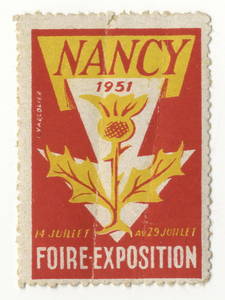 NANCY
1951
14 JUILLET AU 29 JUILLET
FOIRE-EXPOSITION